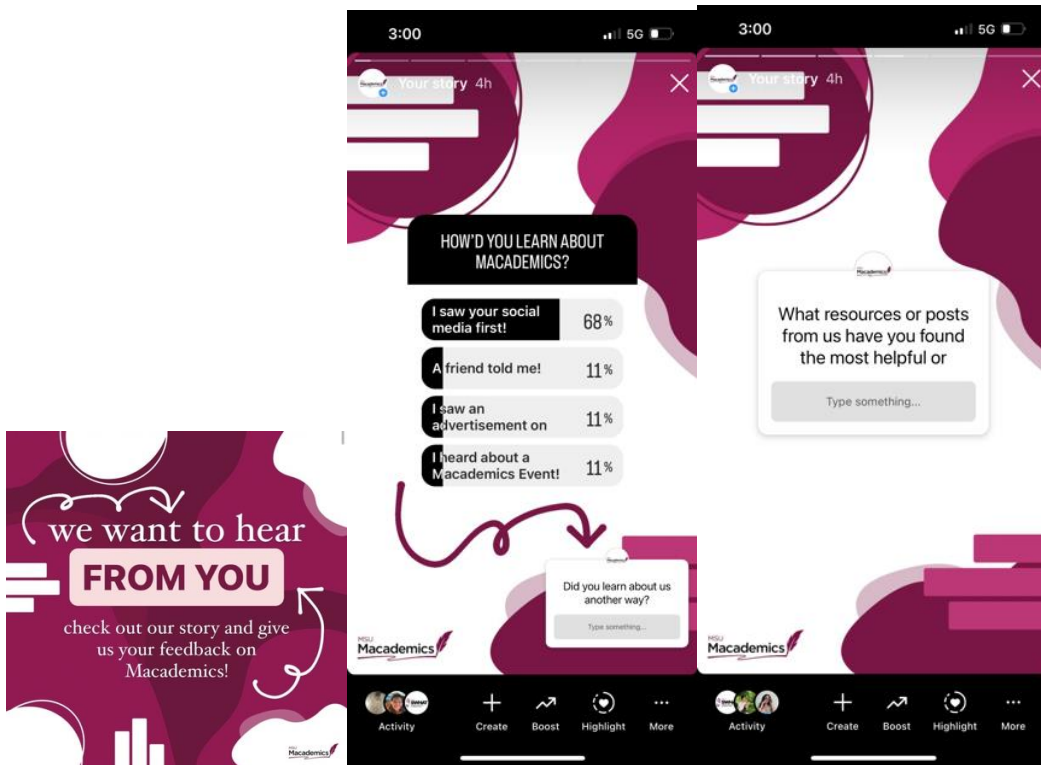 we want to hear
FROM YOU
check out our story and give
us your feedback on
Macademics!
MSU
Macademics
3:00
5G
Your story 4h
HOW'D YOU LEARN ABOUT
MACADEMICS?
I saw your social
media first!
68%
A friend told me!
11%
I saw an
advertisement on
11%
I heard about a
Macademics Event!
11%
Did you learn about us
another way?
Type something...
MSU
Macademics
Activity
Create
Boost
Highlight
More
3:00
5G
Your story 4h
Macademics
What resources or posts
from us have you found
the most helpful or
Type something...
MSU
Macademics
Activity
Create
Boost
Highlight
More